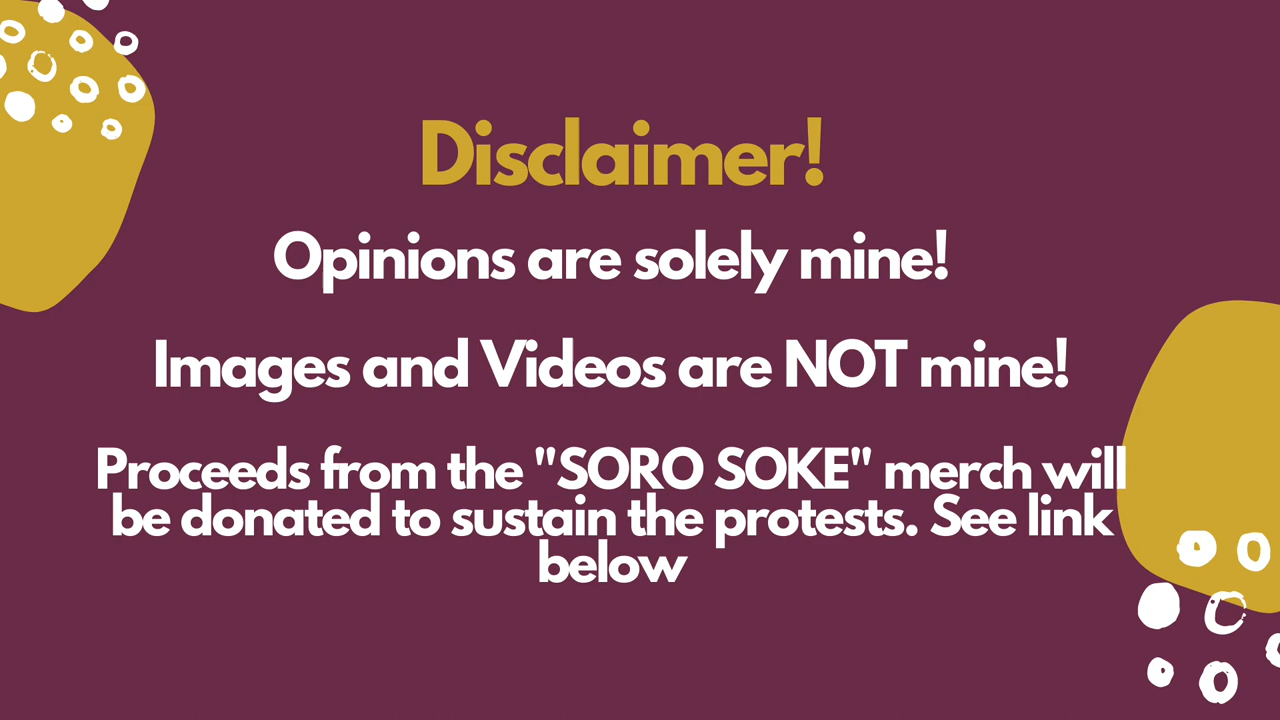 Disclaimer!
Opinions are solely mine!
Images and Videos are NOT mine!
Proceeds from the "SORO SOKE" merch will
be donated to sustain the protests. See link
below